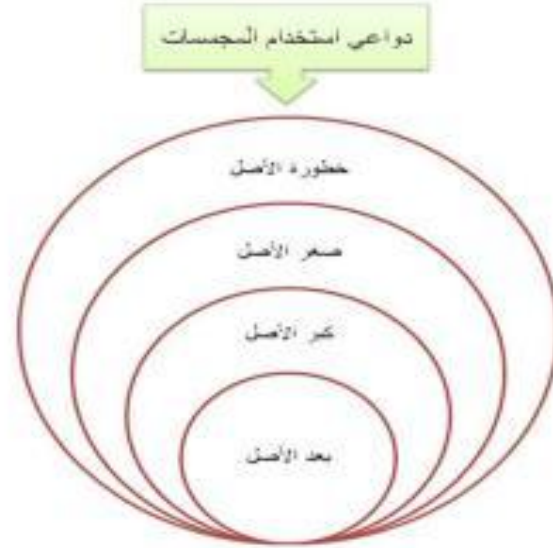 دواعي استخدام المجسمات
خطورة الأصل
صغر الأصل
كبر الأصل
بعد الأصل